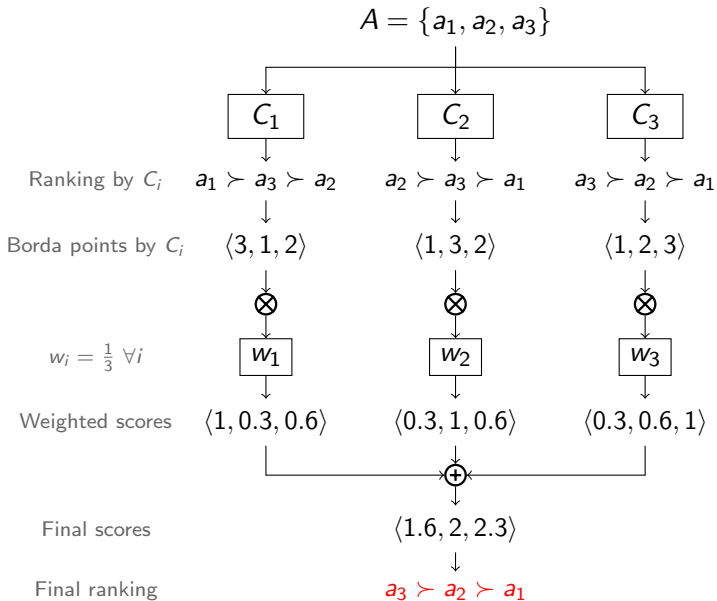 A = {a₁, a₂, a₃}
C₁ C₂ C₃
Ranking by Cᵢ a₁ ≻ a₃ ≻ a₂ a₂ ≻ a₃ ≻ a₁ a₃ ≻ a₂ ≻ a₁
Borda points by Cᵢ ⟨3, 1, 2⟩ ⟨1, 3, 2⟩ ⟨1, 2, 3⟩
⊗ ⊗ ⊗
wᵢ = 1/3 ∀i w₁ w₂ w₃
Weighted scores ⟨1, 0.3, 0.6⟩ ⟨0.3, 1, 0.6⟩ ⟨0.3, 0.6, 1⟩
⊕
Final scores ⟨1.6, 2, 2.3⟩
Final ranking a₃ ≻ a₂ ≻ a₁